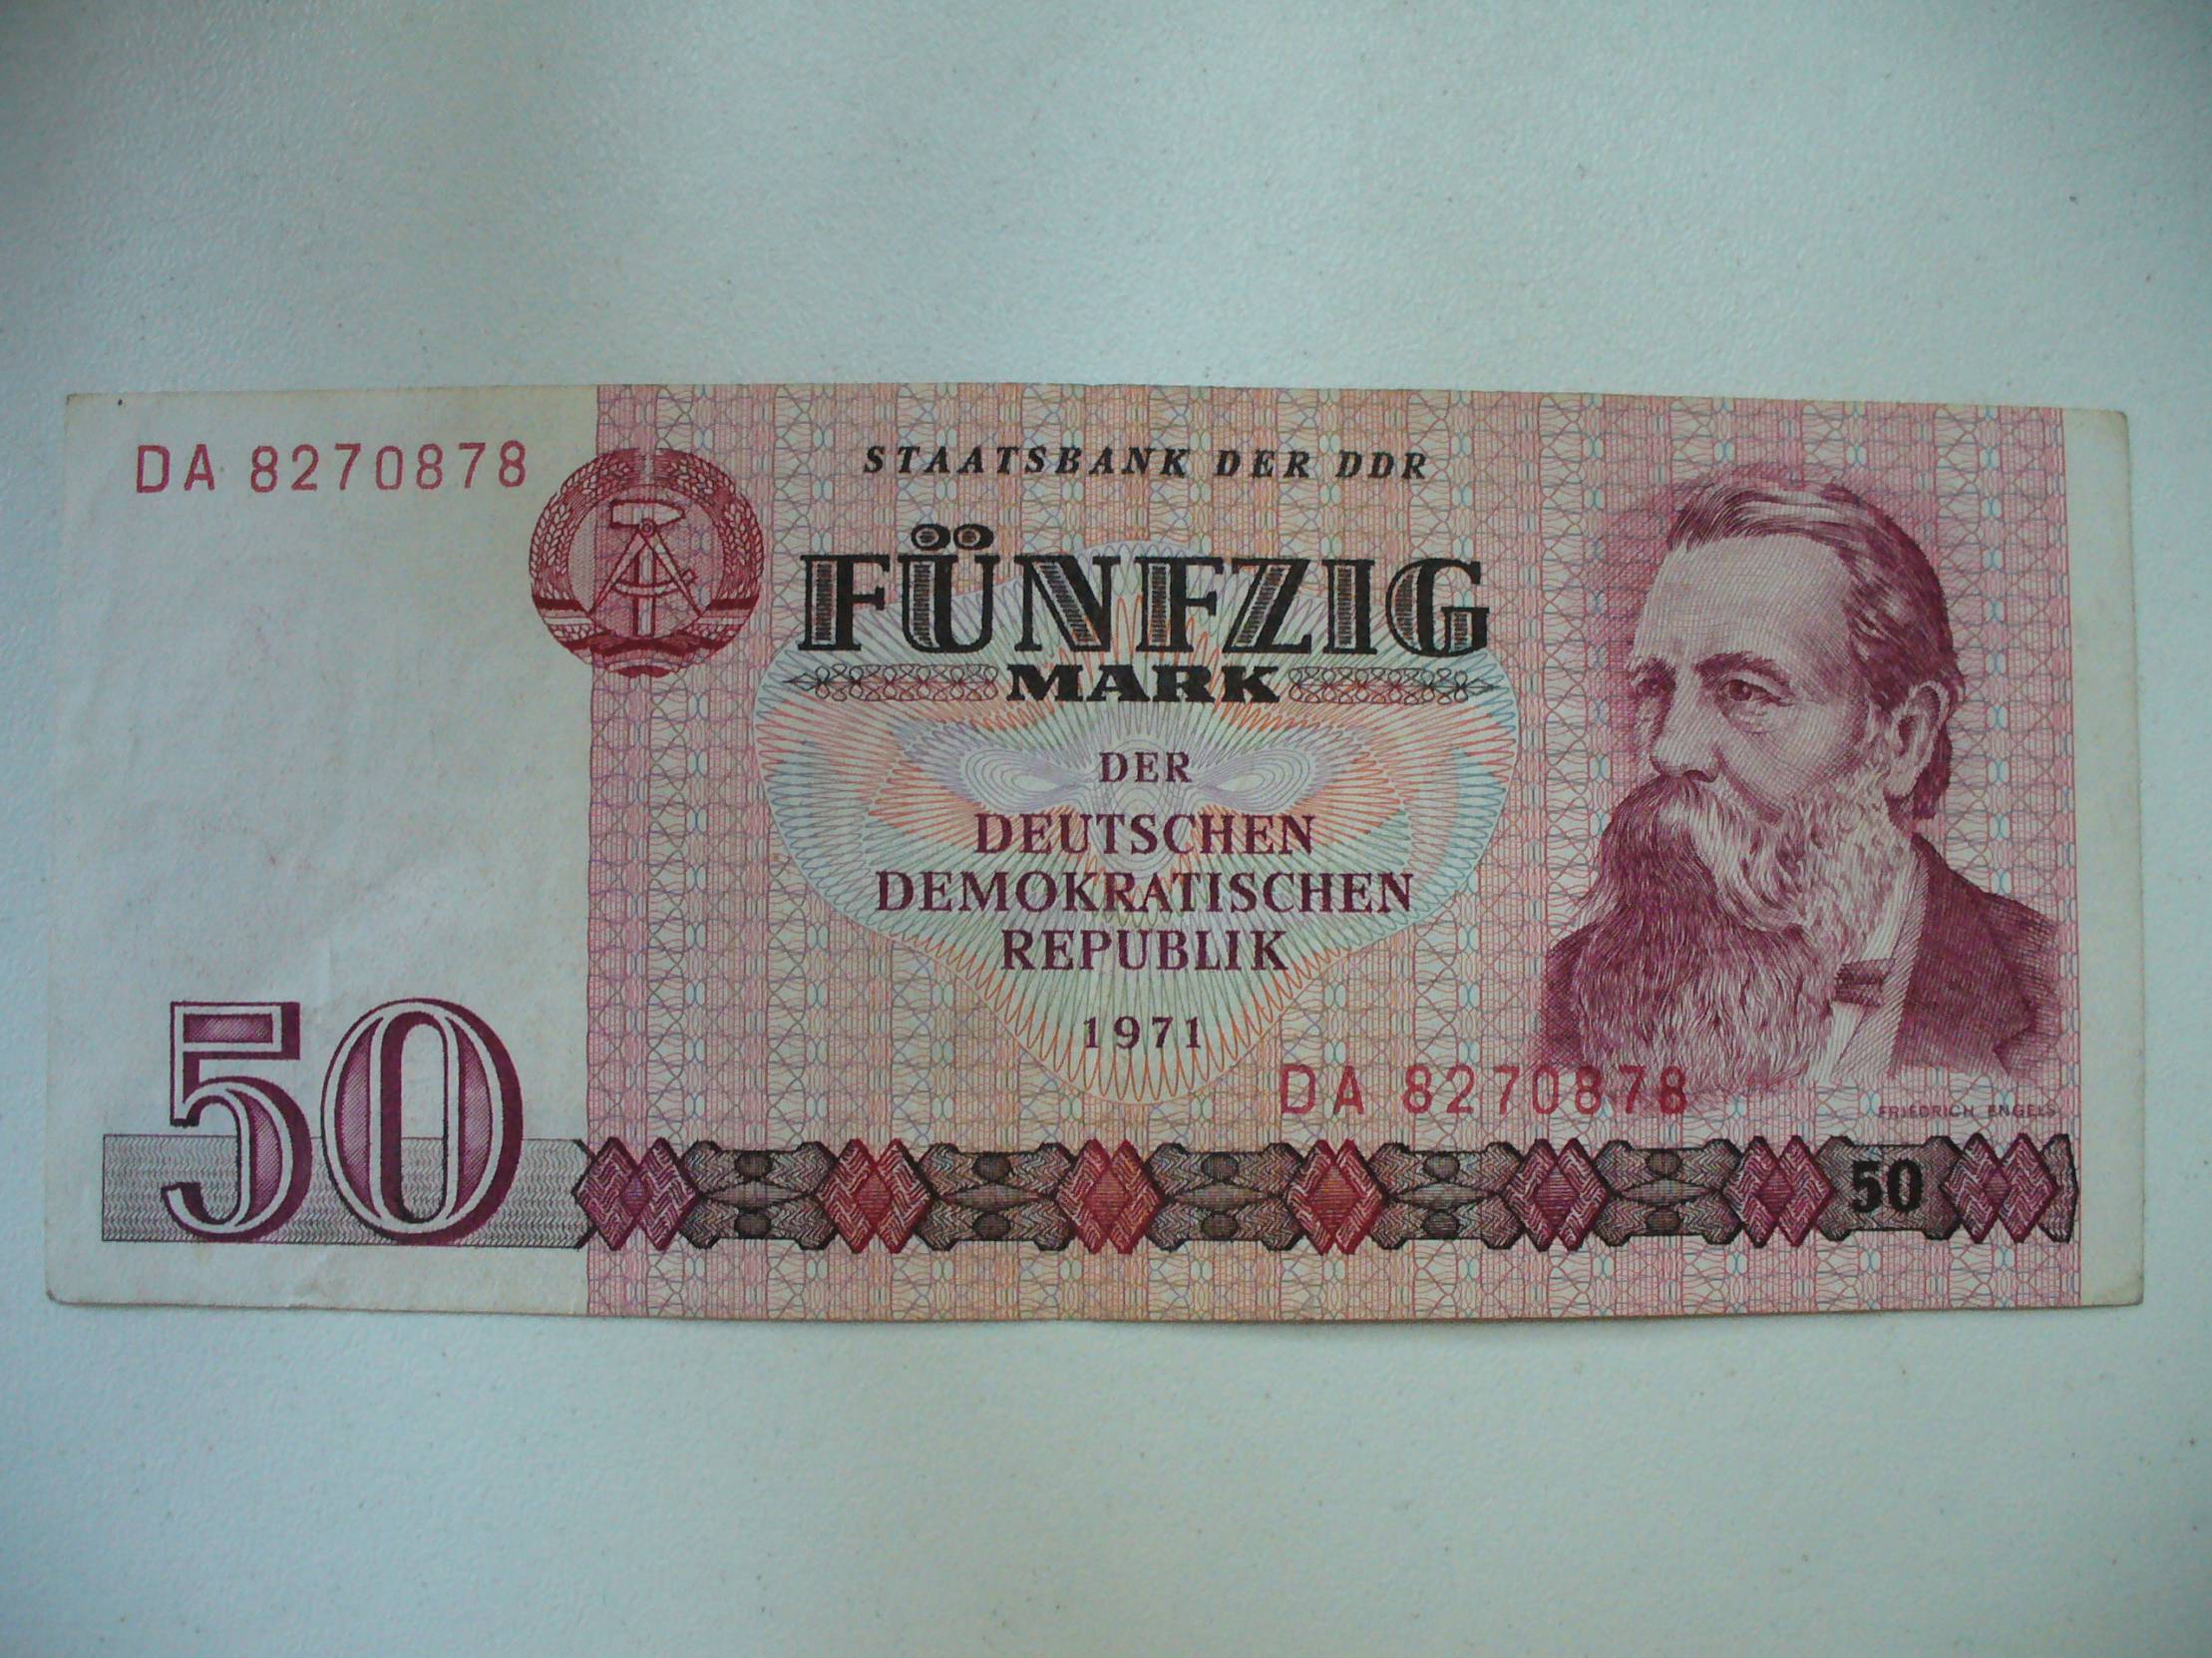 DA 8270878
STAATSBANK DER DDR
FÜNFZIG
MARK
DER
DEUTSCHEN
DEMOKRATISCHEN
REPUBLIK
1971
DA 8270878
FRIEDRICH ENGELS
50
50